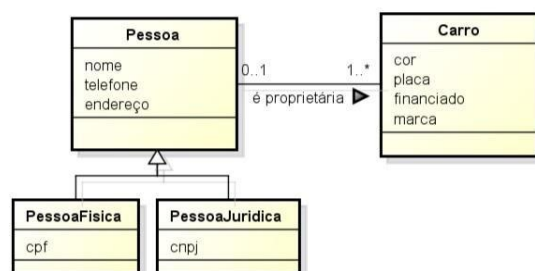 Pessoa
nome
telefone
endereço
0..1
1..*
é proprietária
Carro
cor
placa
financiado
marca
PessoaFisica
cpf
PessoaJuridica
cnpj